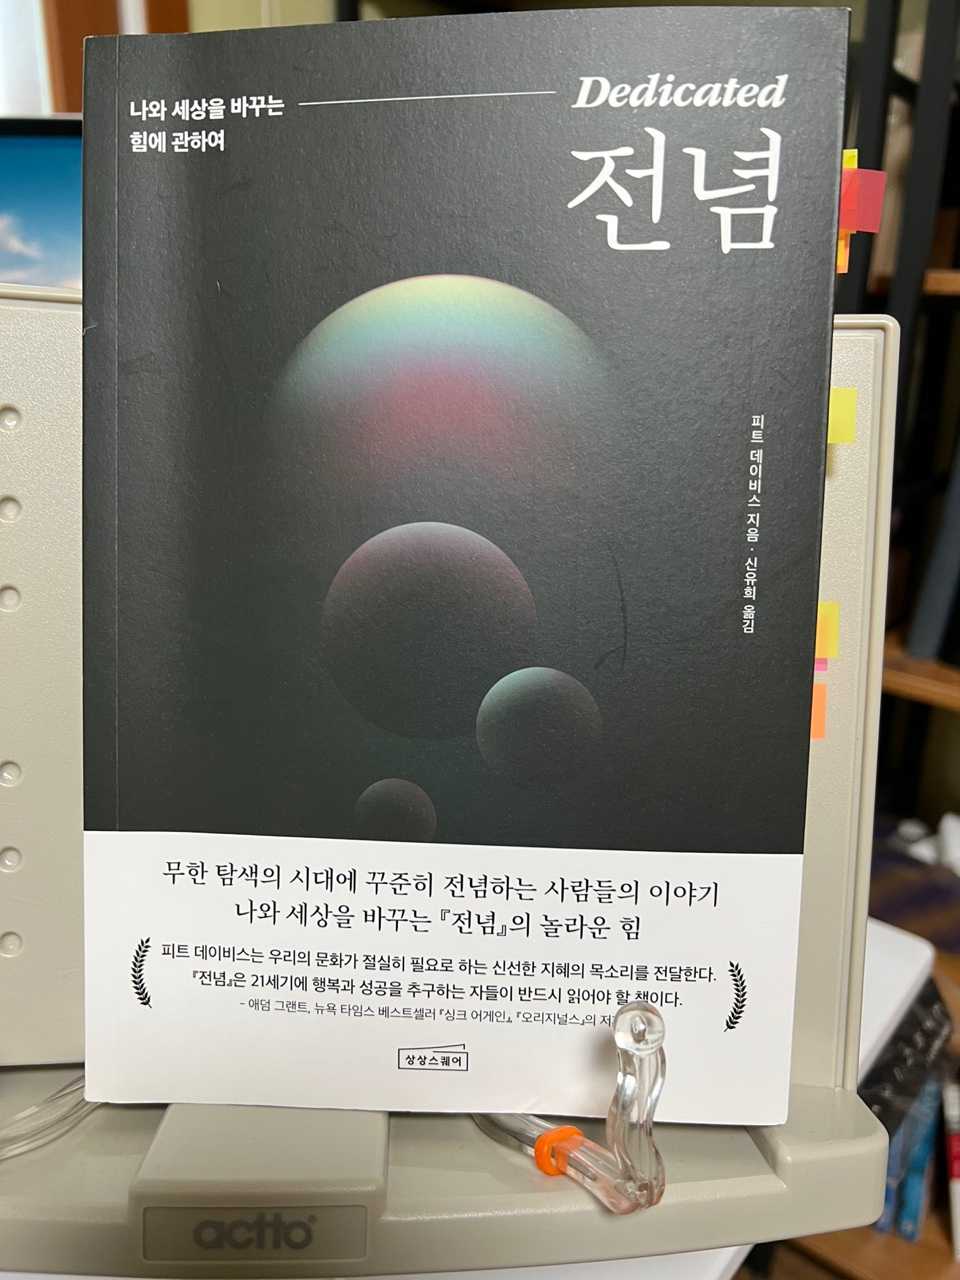 나와 세상을 바꾸는
힘에 관하여
Dedicated
전념
피트 데이비스 지음 · 신유희 옮김
무한 탐색의 시대에 꾸준히 전념하는 사람들의 이야기
나와 세상을 바꾸는 『전념』의 놀라운 힘
피트 데이비스는 우리의 문화가 절실히 필요로 하는 신선한 지혜의 목소리를 전달한다.
『전념』은 21세기에 행복과 성공을 추구하는 자들이 반드시 읽어야 할 책이다.
- 애덤 그랜트, 뉴욕 타임스 베스트셀러 『싱크 어게인』, 『오리지널스』의
상상스퀘어
actto